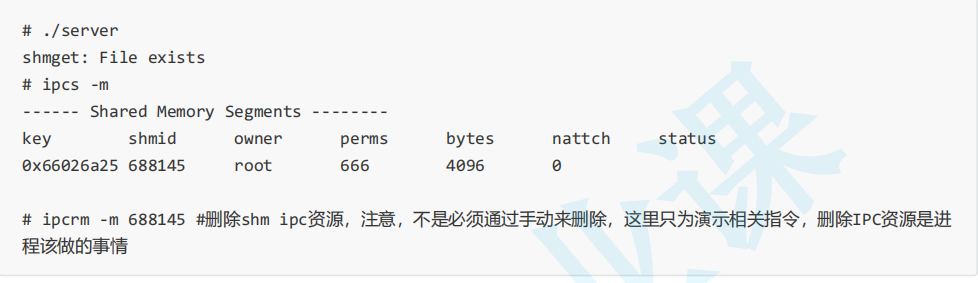 # ./server
shmget: File exists
# ipcs -m
------ Shared Memory Segments --------
key        shmid      owner      perms      bytes      nattch     status
0x66026a25 688145     root       666        4096       0

# ipcrm -m 688145 #删除shm ipc资源，注意，不是必须通过手动来删除，这里只为演示相关指令，删除IPC资源是进
程该做的事情